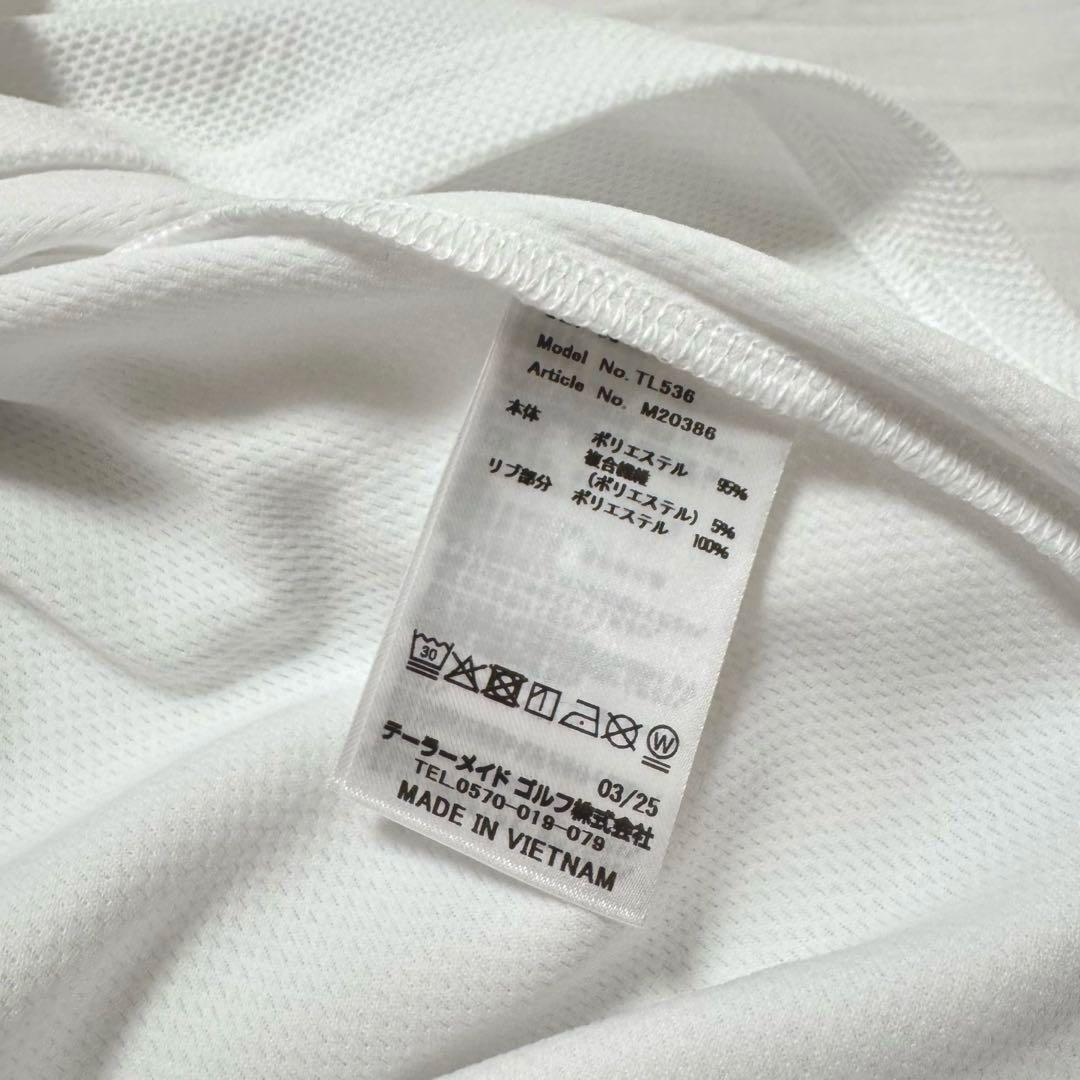 Model No. TL536
Article No. M20386
本体 ポリエステル 95%
複合繊維
(ポリエステル) 5%
リブ部分 ポリエステル 100%
30
W
03/25
テーラーメイド ゴルフ株式会社
TEL.0570-019-079
MADE IN VIETNAM